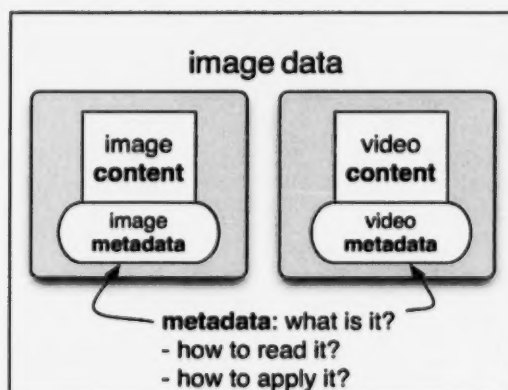 image data
image
content
image
metadata
video
content
video
metadata
metadata: what is it?
- how to read it?
- how to apply it?